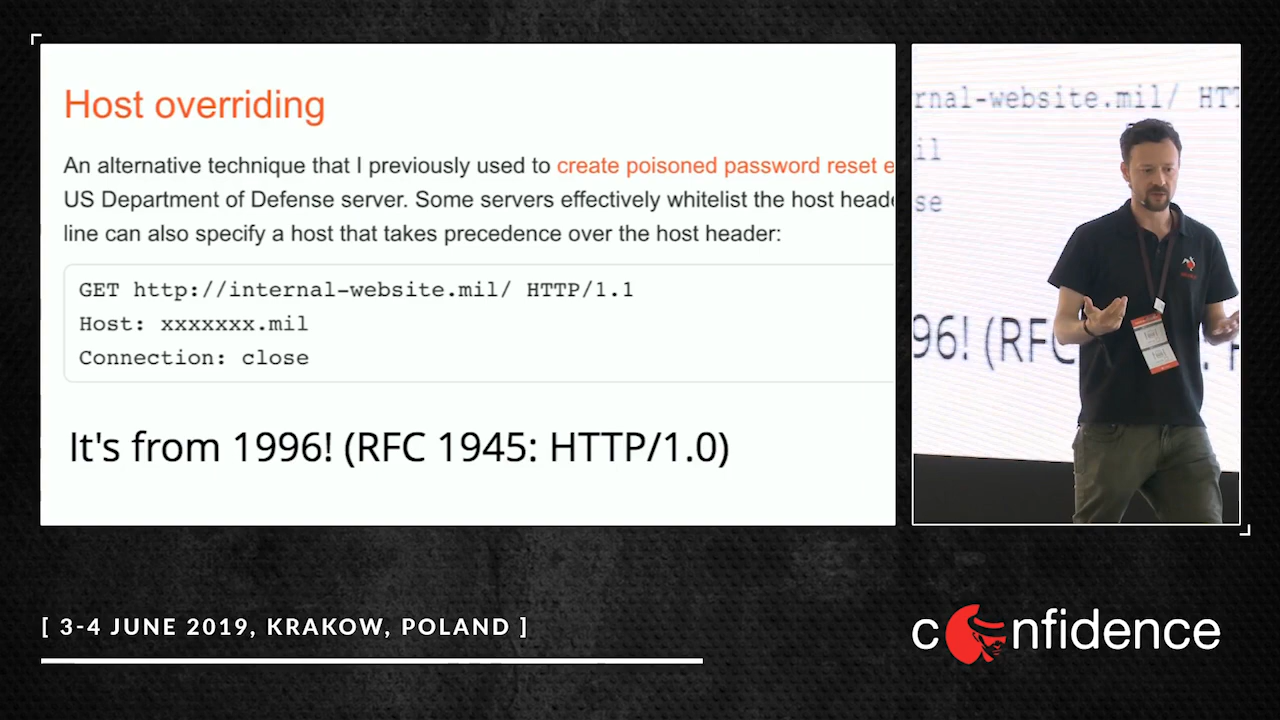 Host overriding
An alternative technique that I previously used to create poisoned password reset e
US Department of Defense server. Some servers effectively whitelist the host heade
line can also specify a host that takes precedence over the host header:
GET http://internal-website.mil/ HTTP/1.1
Host: xxxxxxx.mil
Connection: close
It's from 1996! (RFC 1945: HTTP/1.0)
rnal-website.mil/ HTT
il
se
96! (RFC
[ 3-4 JUNE 2019, KRAKOW, POLAND ]
confidence